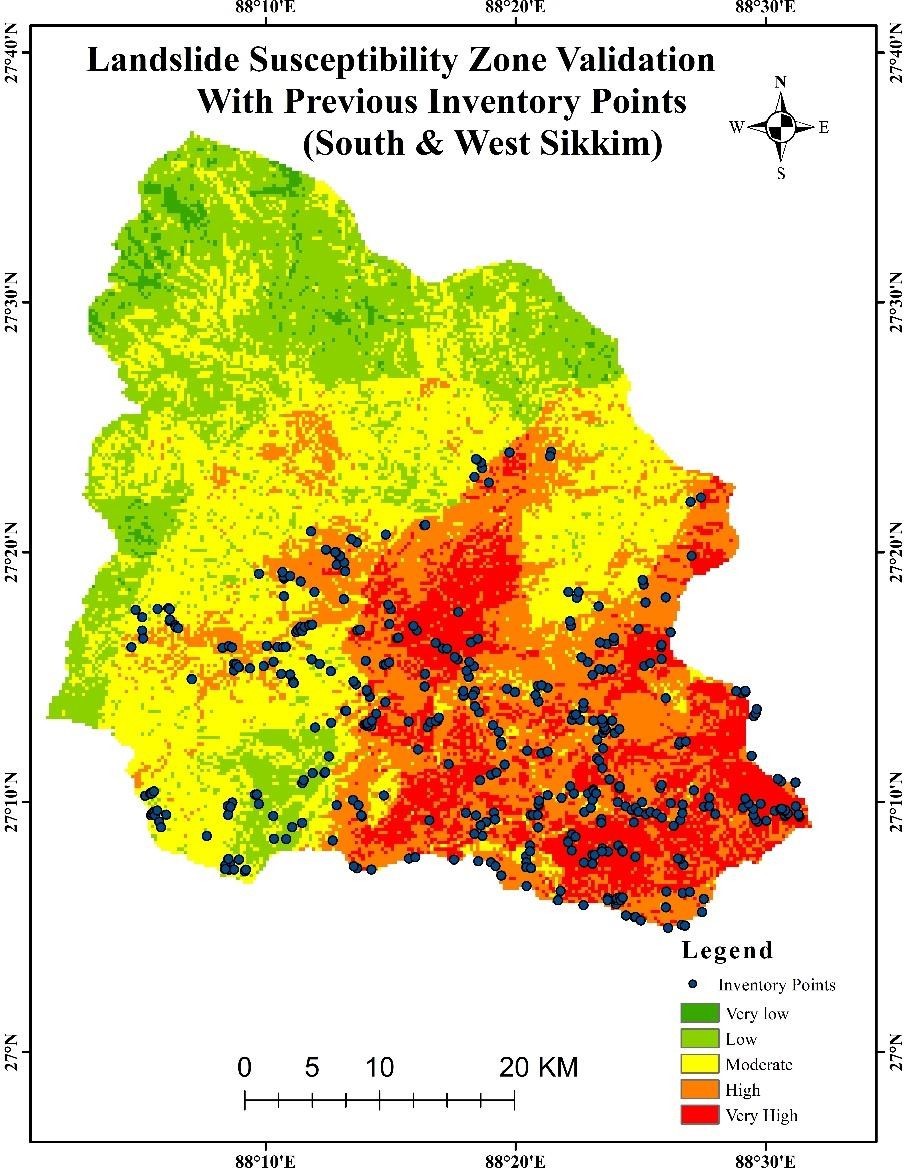 88°10'E 88°20'E 88°30'E
27°40'N 27°40'N
Landslide Susceptibility Zone Validation
With Previous Inventory Points
(South & West Sikkim)
N
W E
S
27°30'N 27°30'N
27°20'N 27°20'N
27°10'N 27°10'N
Legend
Inventory Points
Very low
Low
Moderate
High
Very High
27°N 27°N
0 5 10 20 KM
88°10'E 88°20'E 88°30'E